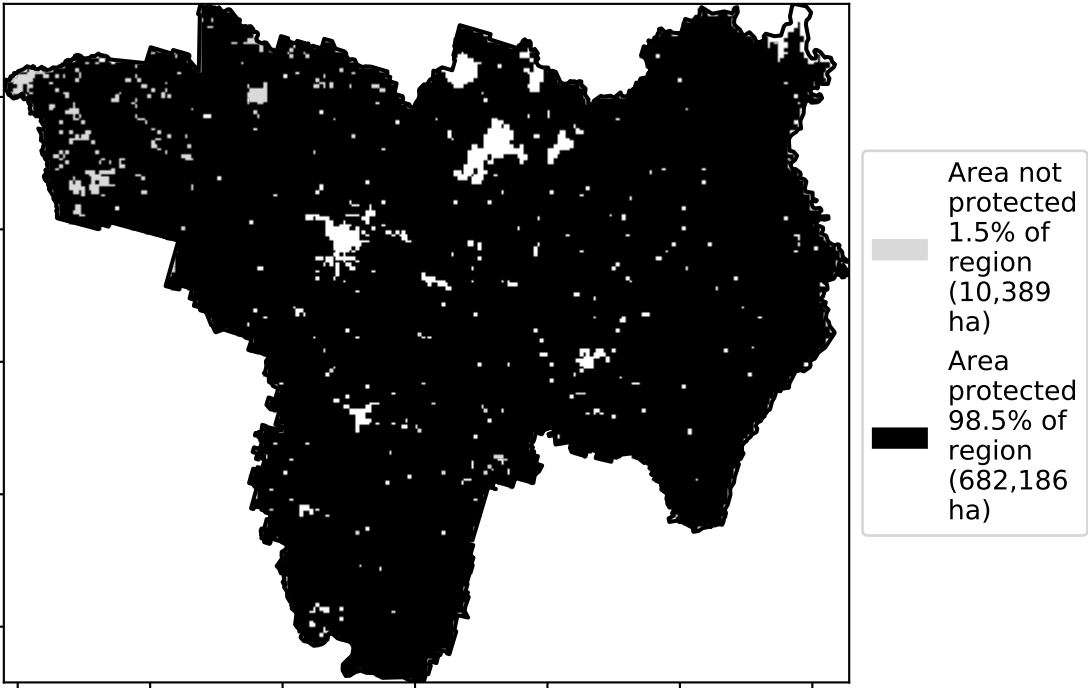 Area not
protected
1.5% of
region
(10,389
ha)
Area
protected
98.5% of
region
(682,186
ha)